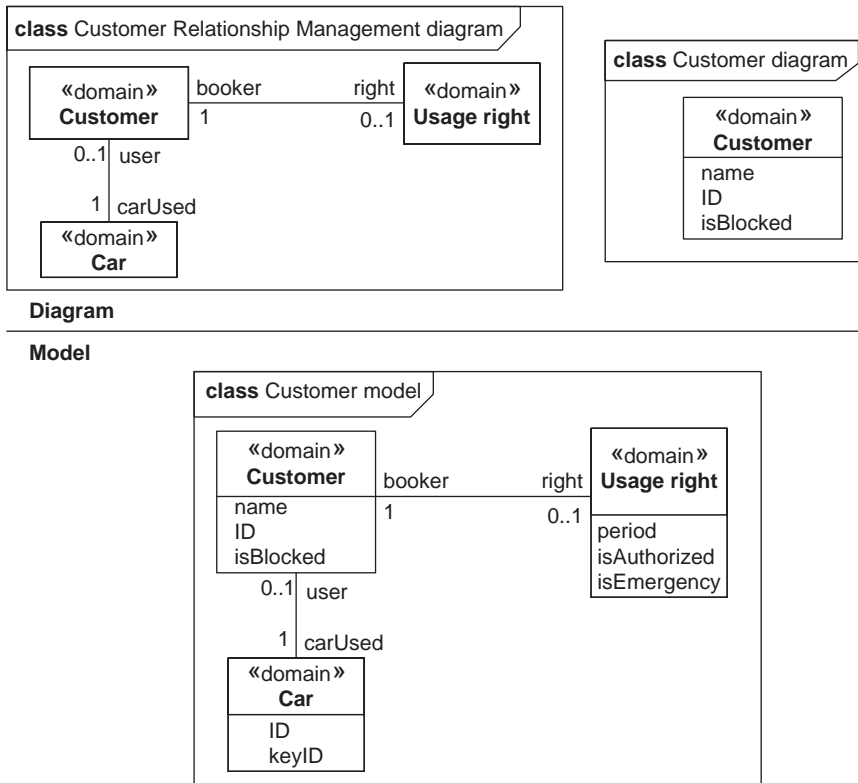 class Customer Relationship Management diagram
«domain»
Customer
booker
1
right
0..1
«domain»
Usage right
0..1 user
1 carUsed
«domain»
Car
class Customer diagram
«domain»
Customer
name
ID
isBlocked
Diagram
Model
class Customer model
«domain»
Customer
name
ID
isBlocked
booker
1
right
0..1
«domain»
Usage right
period
isAuthorized
isEmergency
0..1 user
1 carUsed
«domain»
Car
ID
keyID